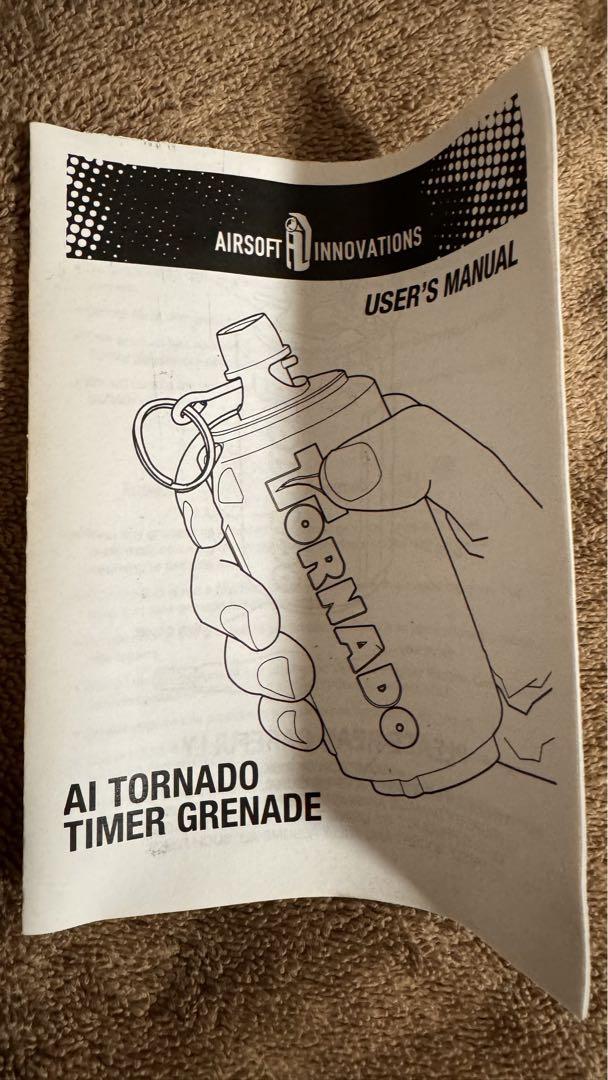 AIRSOFT INNOVATIONS
USER'S MANUAL
TORNADO
AI TORNADO
TIMER GRENADE